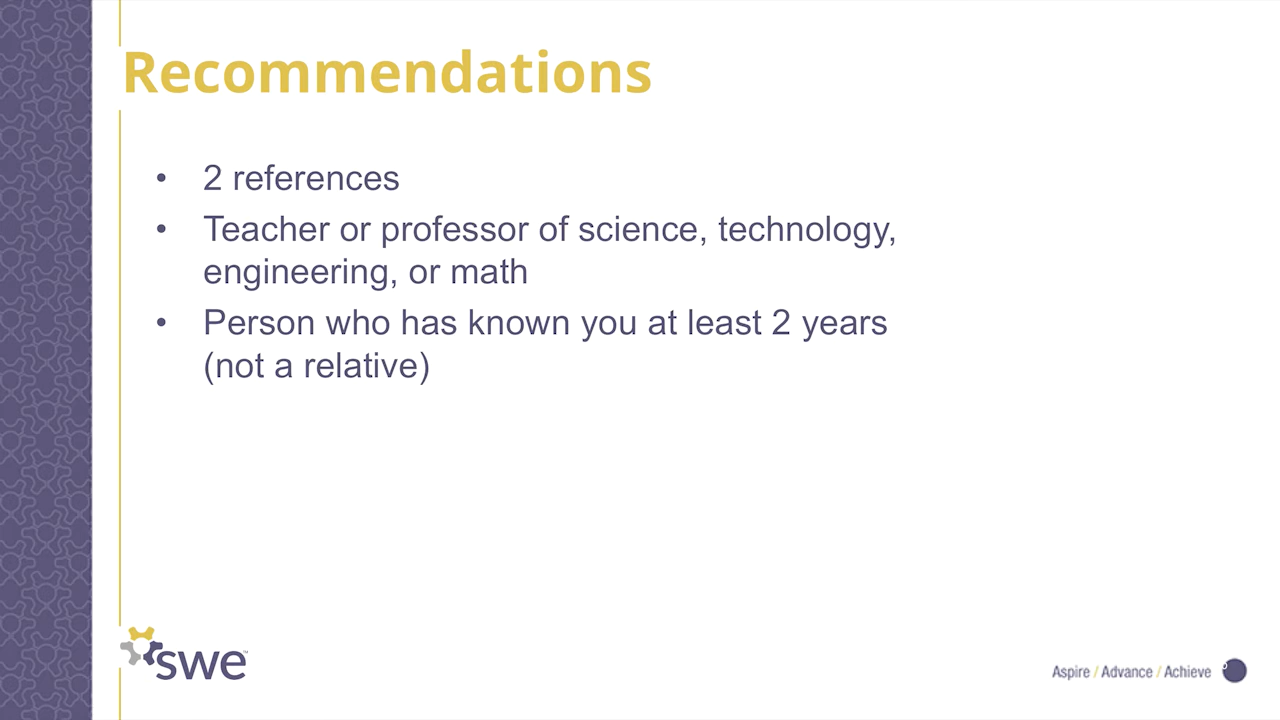 Recommendations
• 2 references
• Teacher or professor of science, technology,
engineering, or math
• Person who has known you at least 2 years
(not a relative)
swe™
Aspire / Advance / Achieve